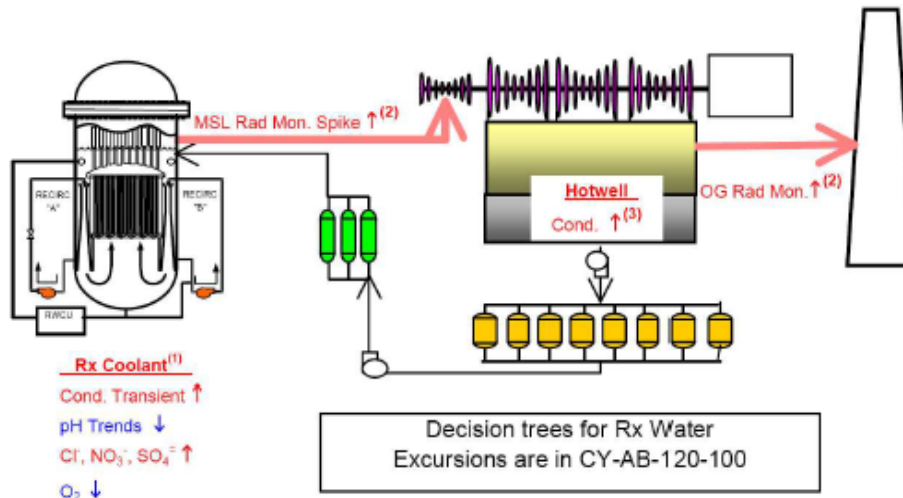 MSL Rad Mon. Spike ↑(2)
RECIRC
"A"
RECIRC
"B"
Hotwell
Cond. ↑(3)
OG Rad Mon.↑(2)
RWCU
Rx Coolant(1)
Cond. Transient ↑
pH Trends ↓
Cl-, NO3-, SO4= ↑
O2 ↓
Decision trees for Rx Water
Excursions are in CY-AB-120-100